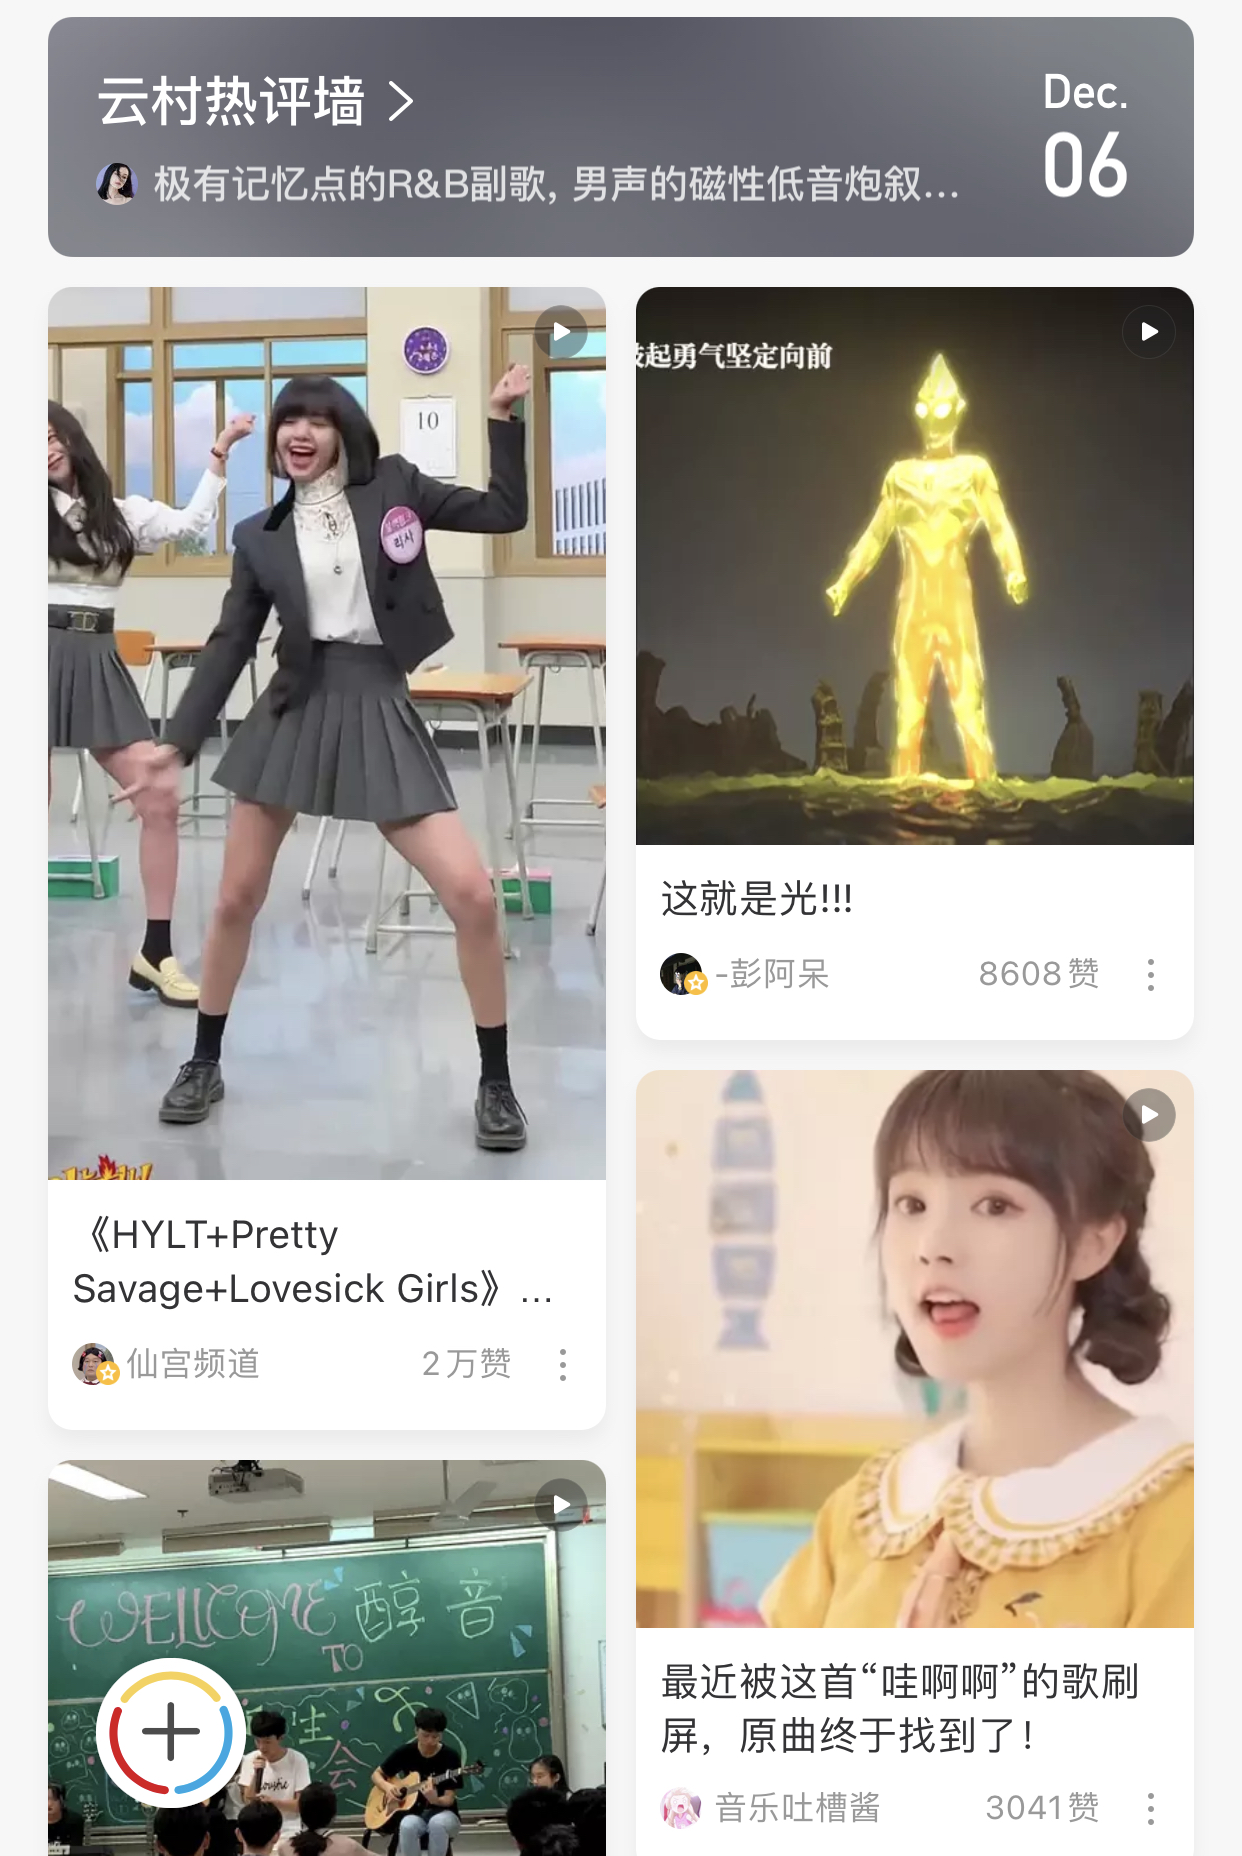 云村热评墙
极有记忆点的R&B副歌, 男声的磁性低音炮叙...
Dec.
06
10
리사
《HYLT+Pretty
Savage+Lovesick Girls》...
仙宫频道
2万赞
起勇气坚定向前
这就是光!!!
-彭阿呆
8608赞
WELLCOME
TO
醇音
生
会
最近被这首“哇啊啊”的歌刷
屏，原曲终于找到了！
音乐吐槽酱
3041赞